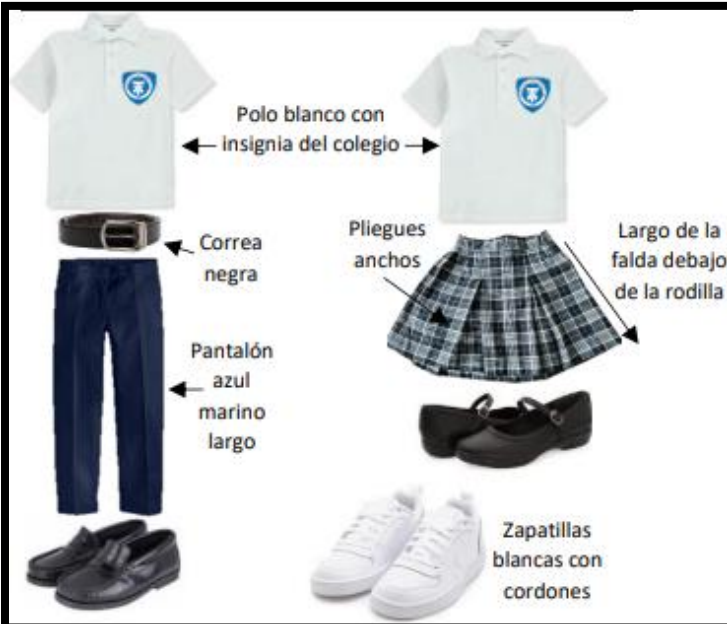 Polo blanco con
insignia del colegio
Correa
negra
Pliegues
anchos
Largo de la
falda debajo
de la rodilla
Pantalón
azul
marino
largo
Zapatillas
blancas con
cordones